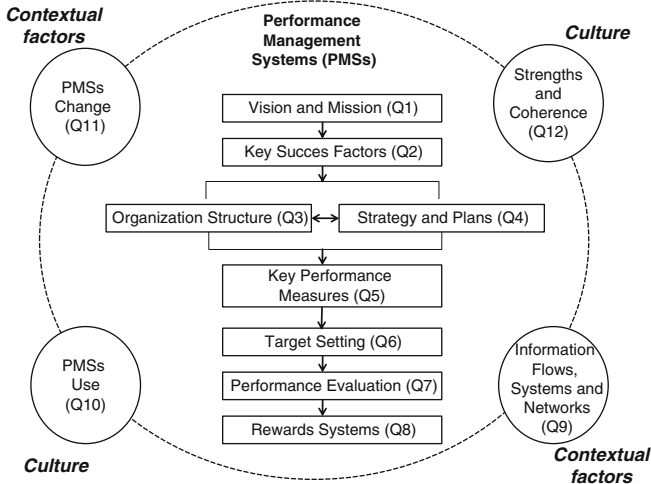 Contextual
factors
Performance
Management
Systems (PMSs)
Culture
PMSs
Change
(Q11)
Strengths
and
Coherence
(Q12)
Vision and Mission (Q1)
Key Succes Factors (Q2)
Organization Structure (Q3)
Strategy and Plans (Q4)
Key Performance
Measures (Q5)
Target Setting (Q6)
Performance Evaluation (Q7)
Rewards Systems (Q8)
PMSs
Use
(Q10)
Information
Flows,
Systems and
Networks
(Q9)
Culture
Contextual
factors